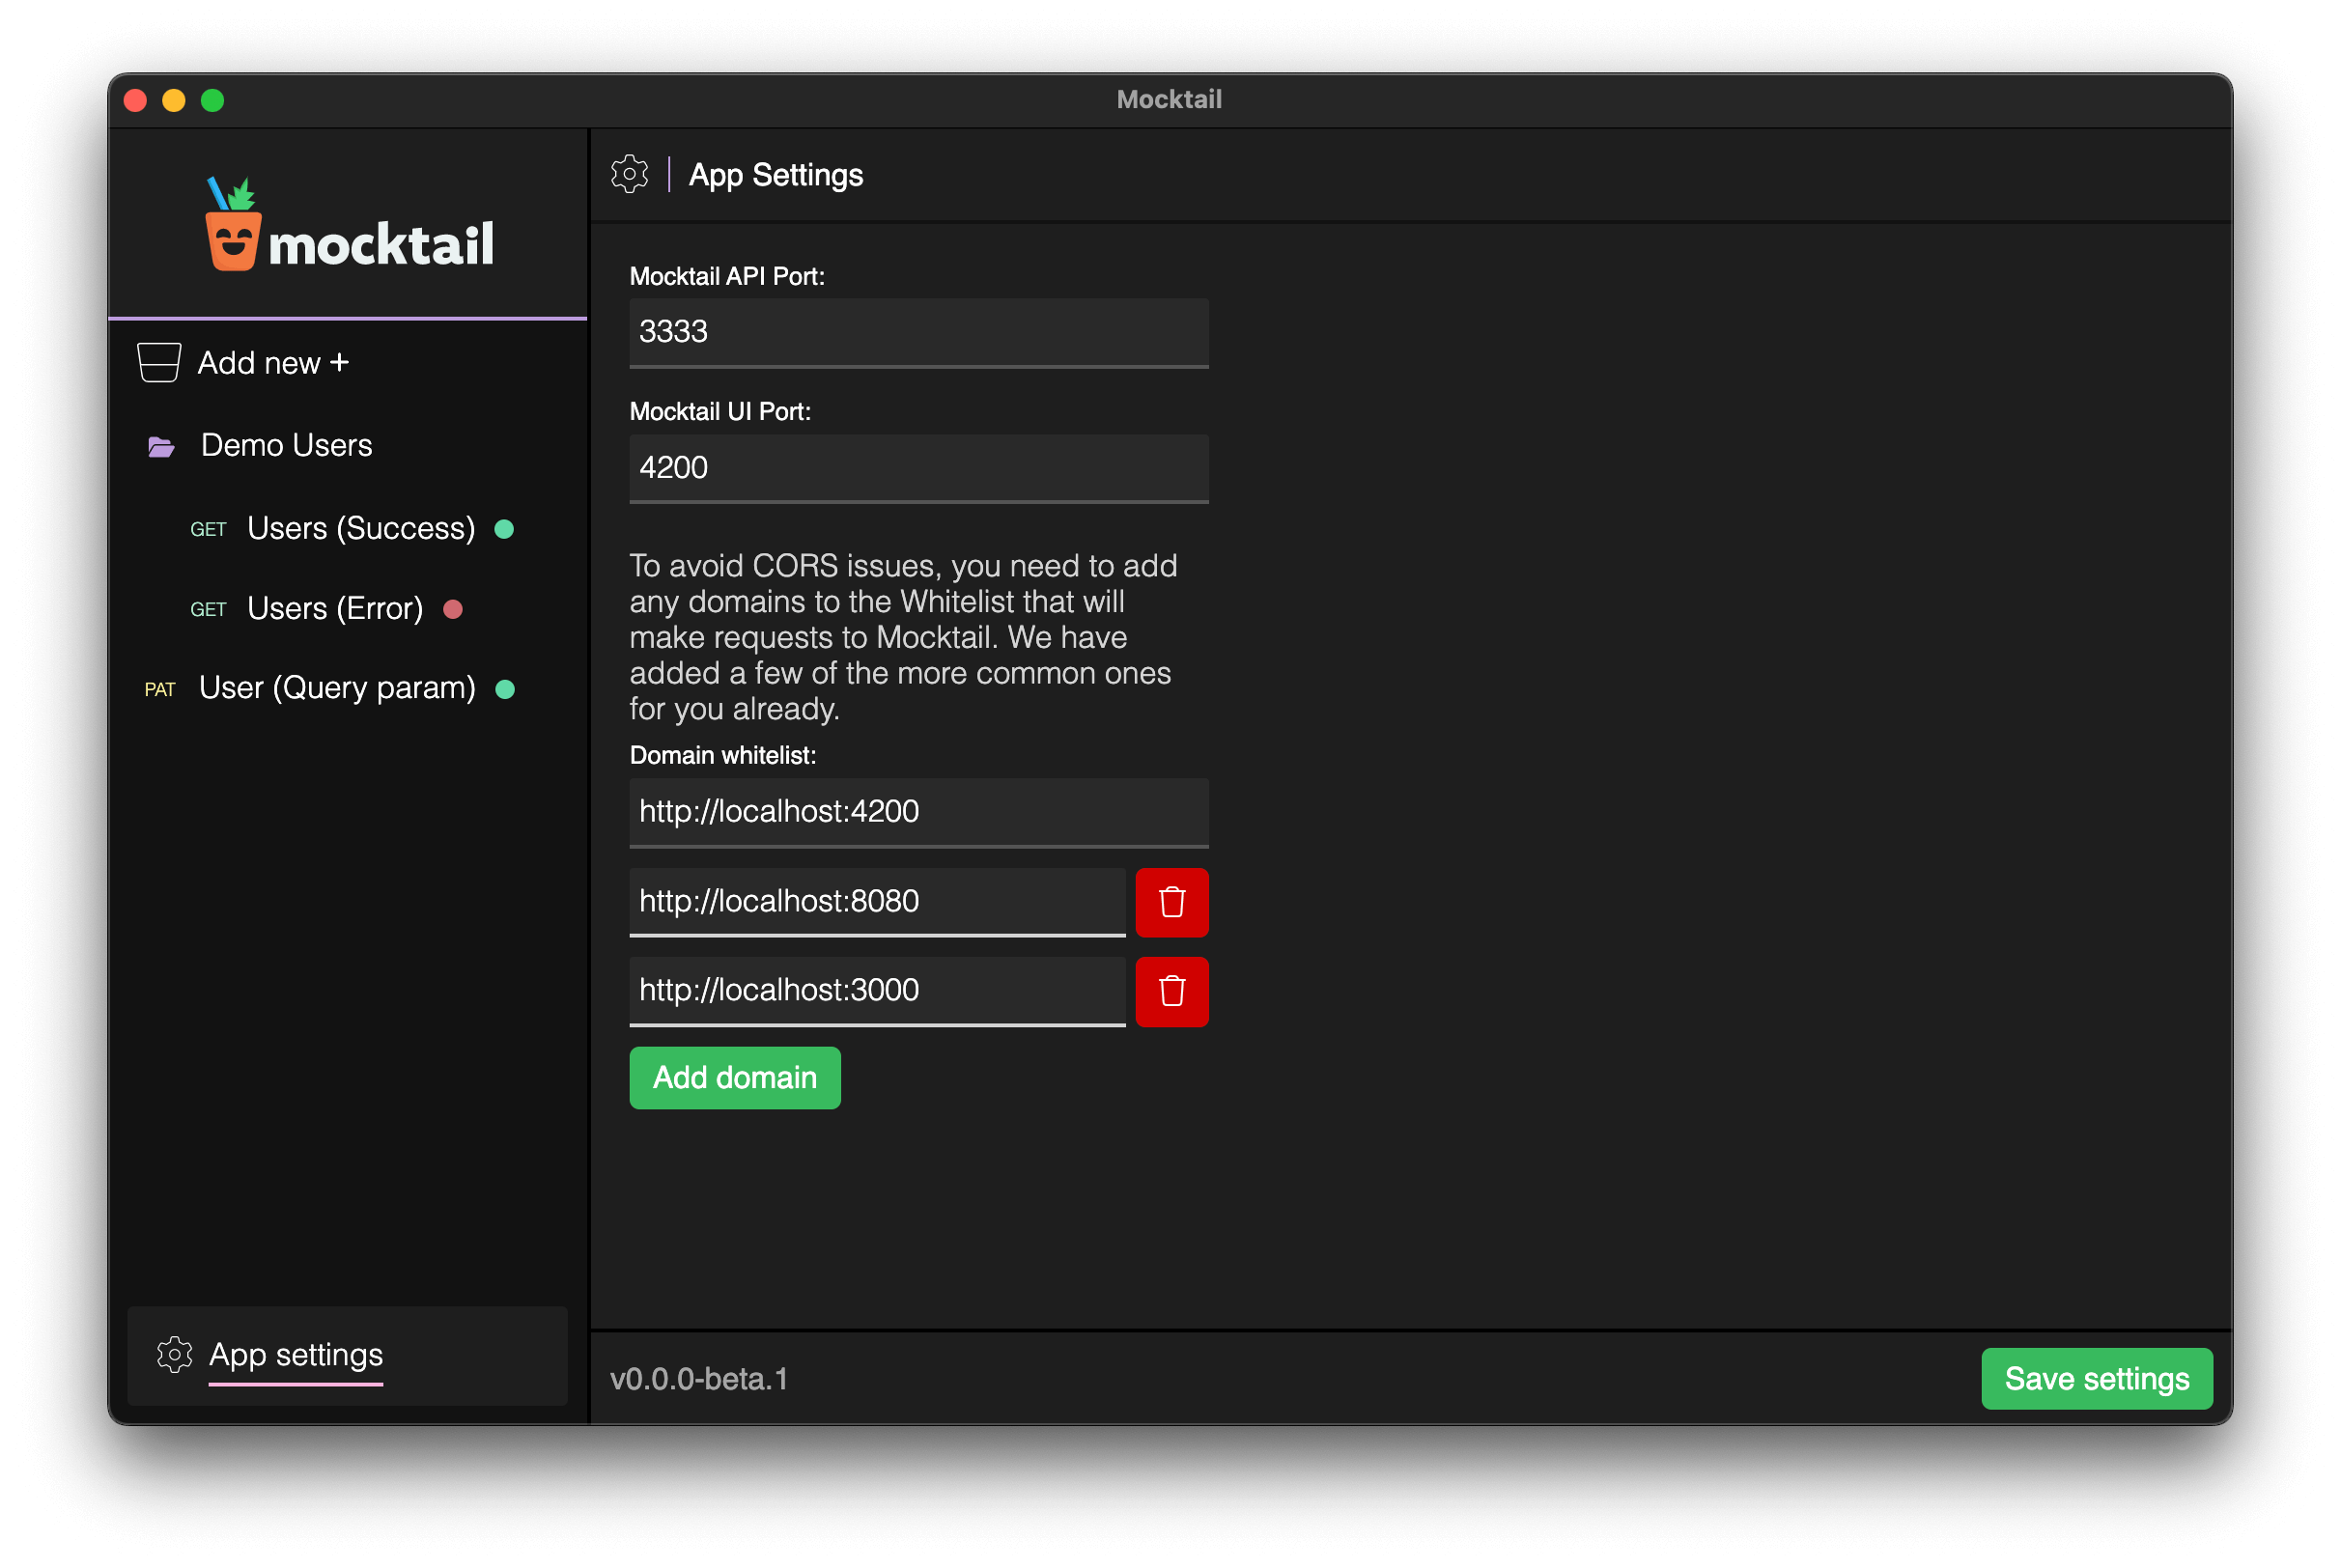 Mocktail
mocktail
Add new +
Demo Users
GET Users (Success)
GET Users (Error)
PAT User (Query param)
App settings
App Settings
Mocktail API Port:
3333
Mocktail UI Port:
4200
To avoid CORS issues, you need to add
any domains to the Whitelist that will
make requests to Mocktail. We have
added a few of the more common ones
for you already.
Domain whitelist:
http://localhost:4200
http://localhost:8080
http://localhost:3000
Add domain
v0.0.0-beta.1
Save settings